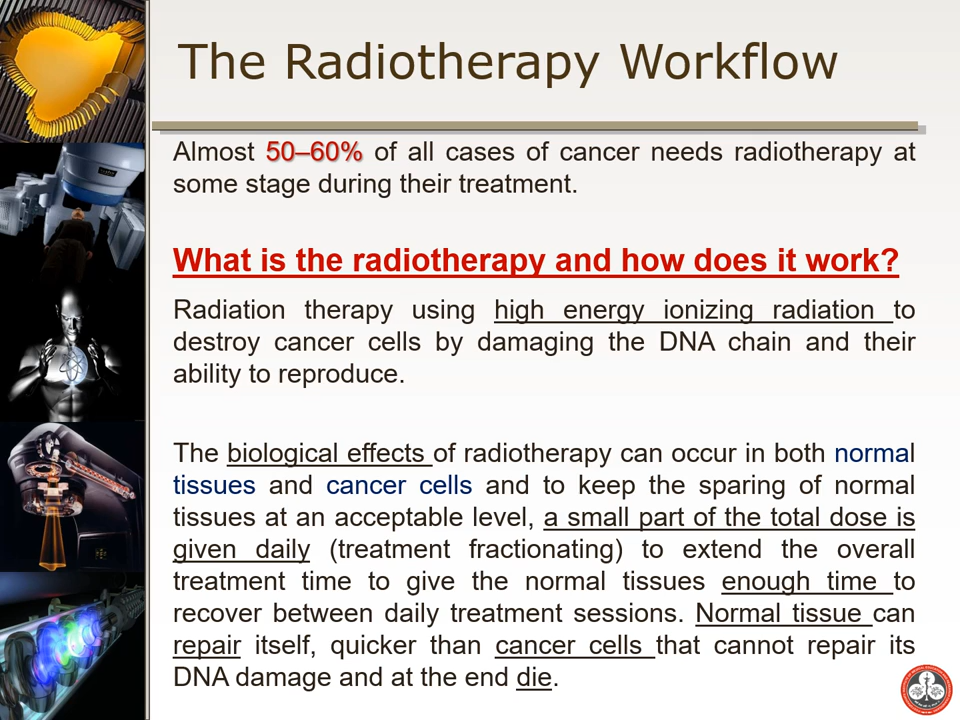 The Radiotherapy Workflow
Almost 50–60% of all cases of cancer needs radiotherapy at
some stage during their treatment.
What is the radiotherapy and how does it work?
Radiation therapy using high energy ionizing radiation to
destroy cancer cells by damaging the DNA chain and their
ability to reproduce.
The biological effects of radiotherapy can occur in both normal
tissues and cancer cells and to keep the sparing of normal
tissues at an acceptable level, a small part of the total dose is
given daily (treatment fractionating) to extend the overall
treatment time to give the normal tissues enough time to
recover between daily treatment sessions. Normal tissue can
repair itself, quicker than cancer cells that cannot repair its
DNA damage and at the end die.